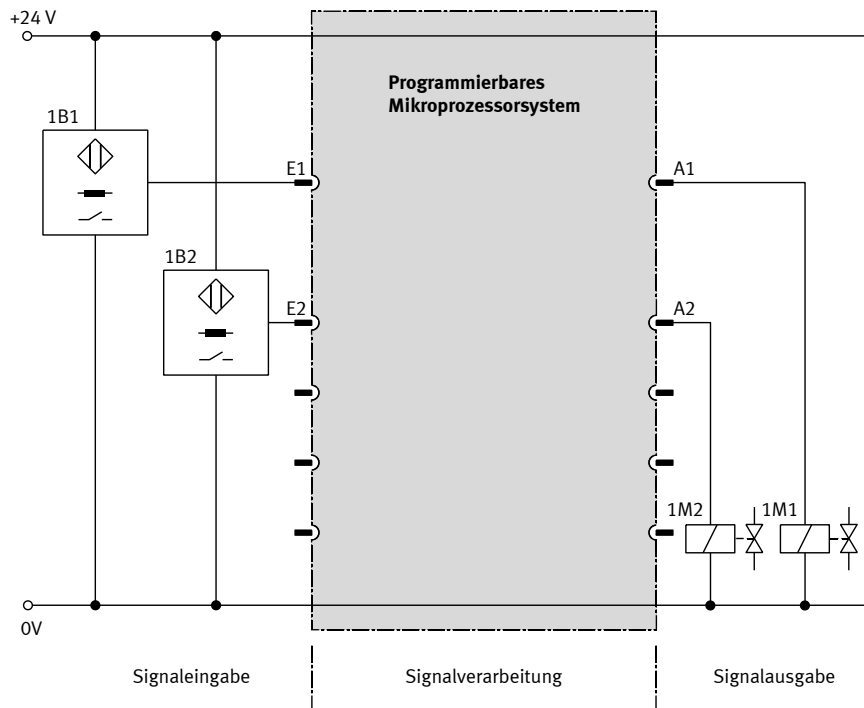 +24 V
Programmierbares
Mikroprozessorsystem
1B1
E1
A1
1B2
E2
A2
1M2
1M1
0V
Signaleingabe
Signalverarbeitung
Signalausgabe